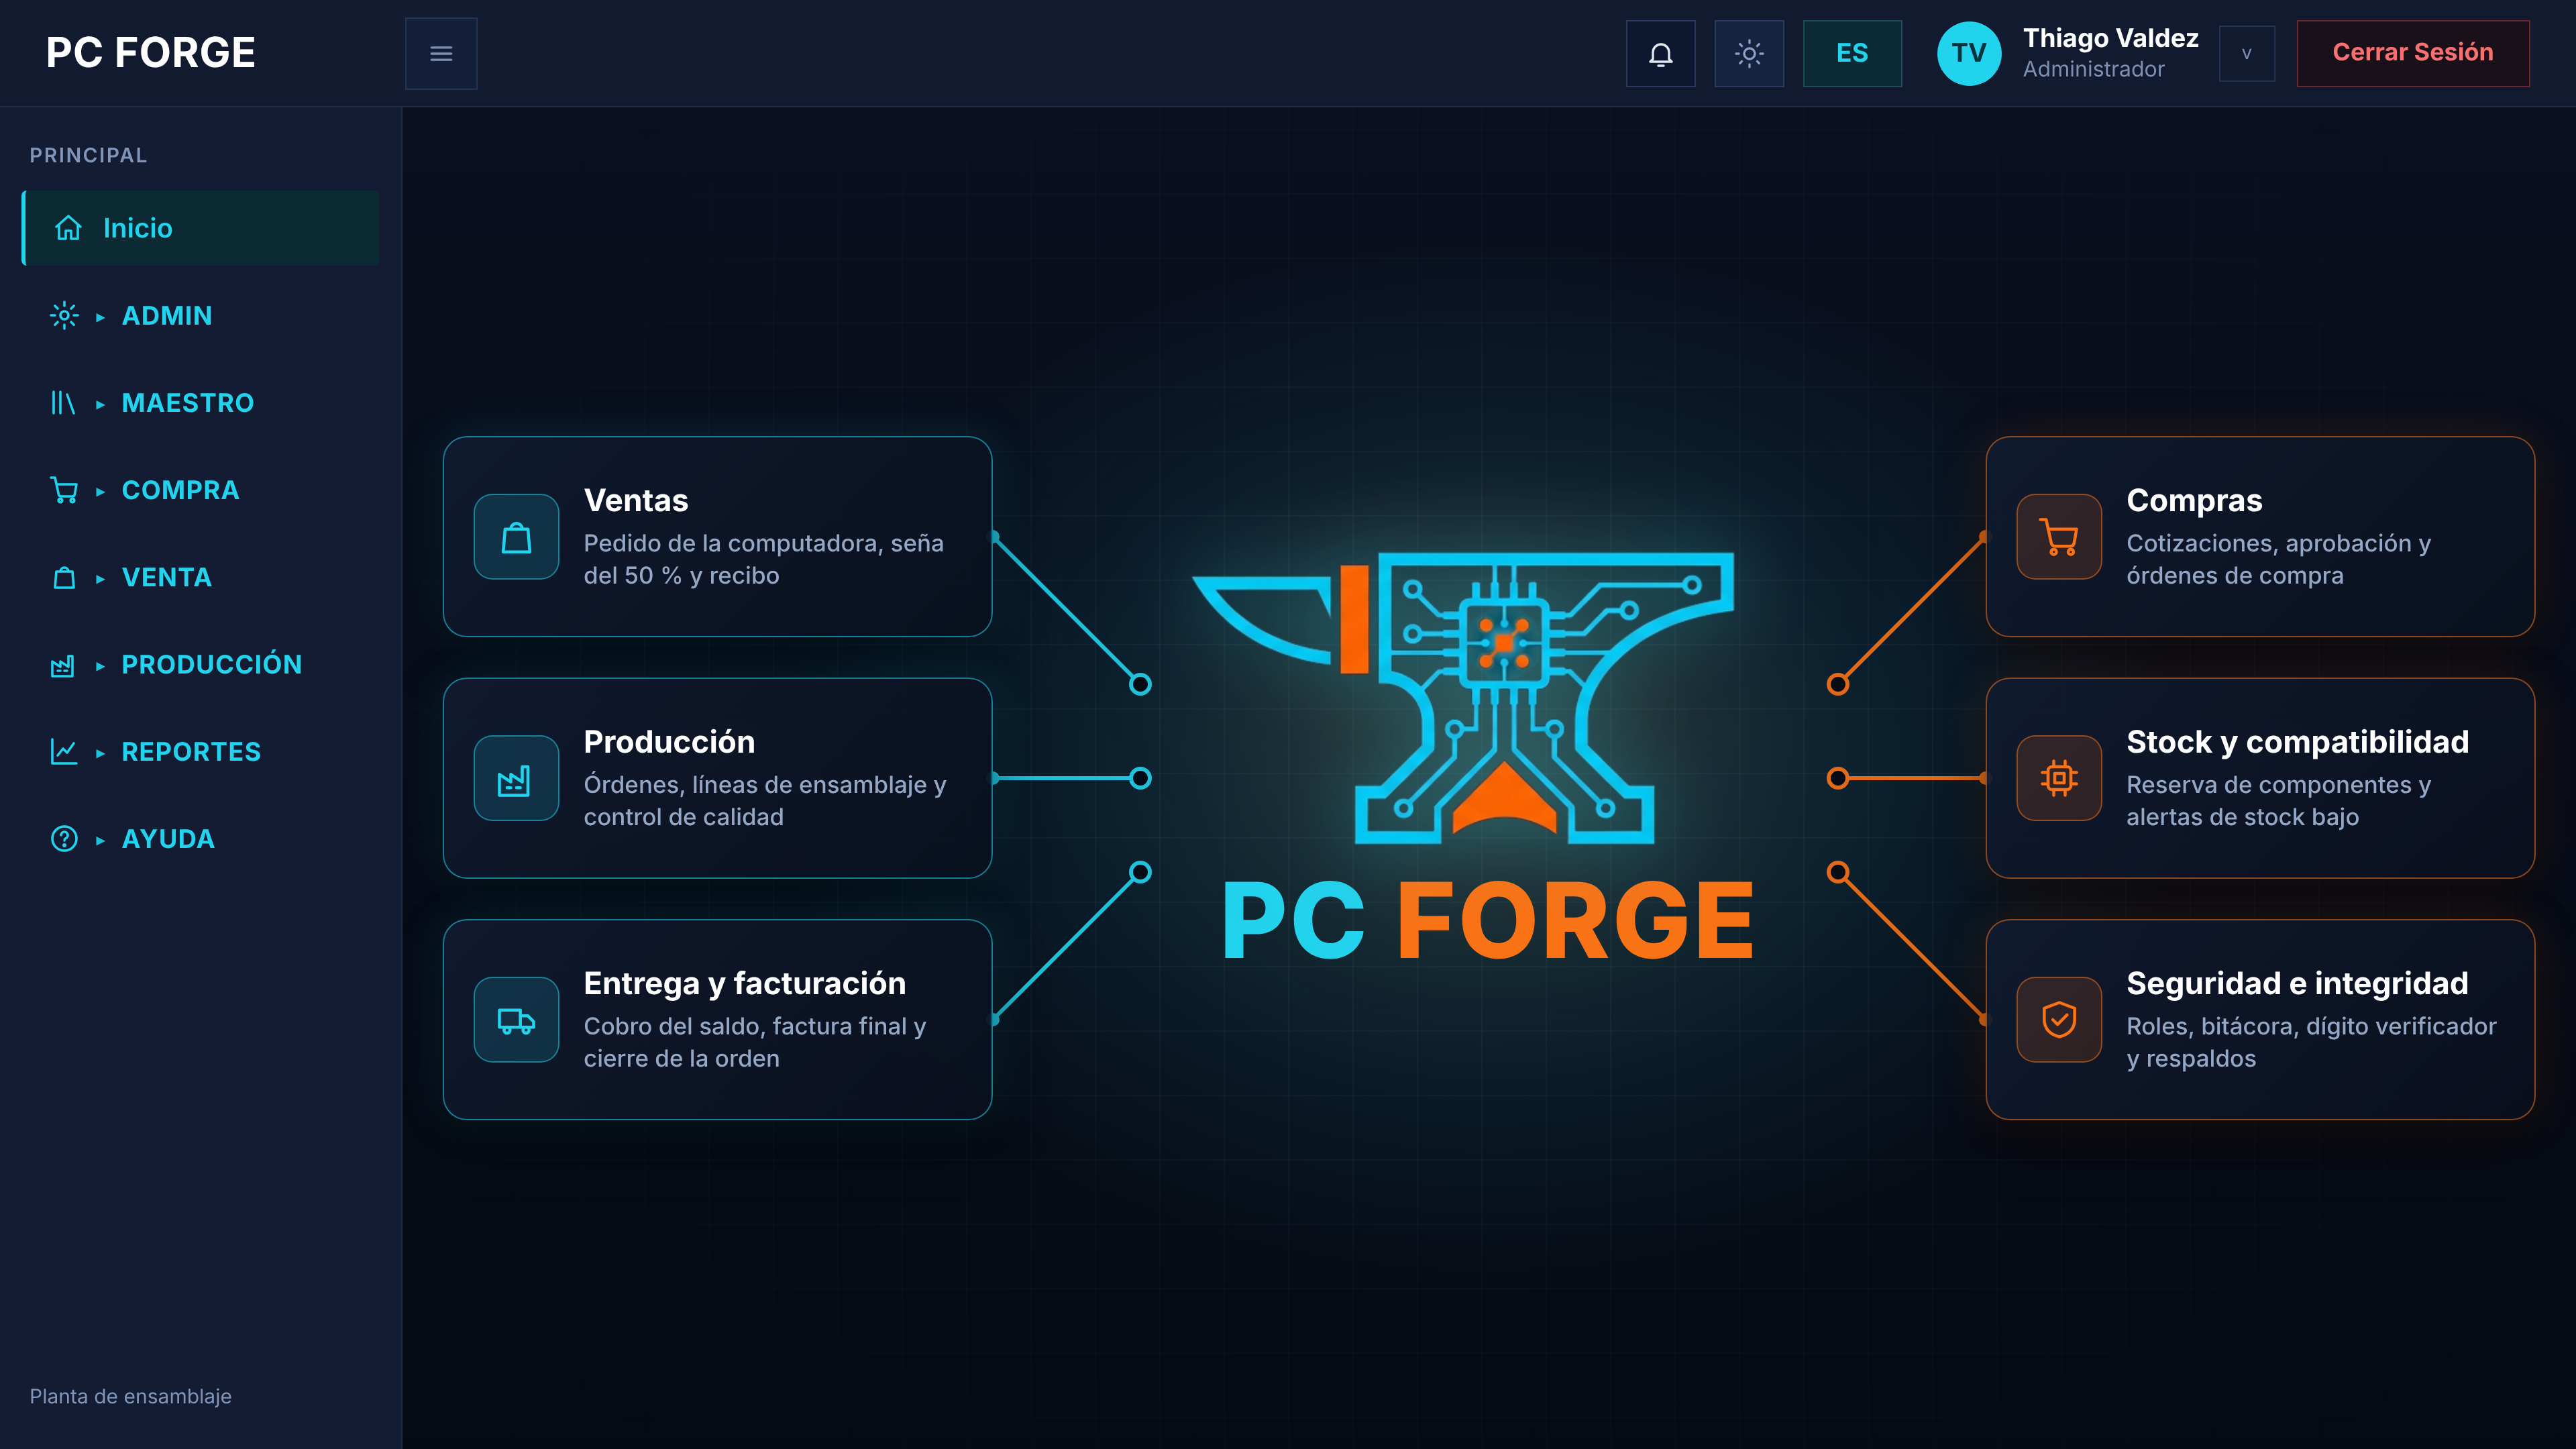 PC FORGE
ES
TV
Thiago Valdez
Administrador
v
Cerrar Sesión
PRINCIPAL
Inicio
ADMIN
MAESTRO
COMPRA
VENTA
PRODUCCIÓN
REPORTES
AYUDA
Planta de ensamblaje
Ventas
Pedido de la computadora, seña
del 50 % y recibo
Producción
Órdenes, líneas de ensamblaje y
control de calidad
Entrega y facturación
Cobro del saldo, factura final y
cierre de la orden
PC FORGE
Compras
Cotizaciones, aprobación y
órdenes de compra
Stock y compatibilidad
Reserva de componentes y
alertas de stock bajo
Seguridad e integridad
Roles, bitácora, dígito verificador
y respaldos